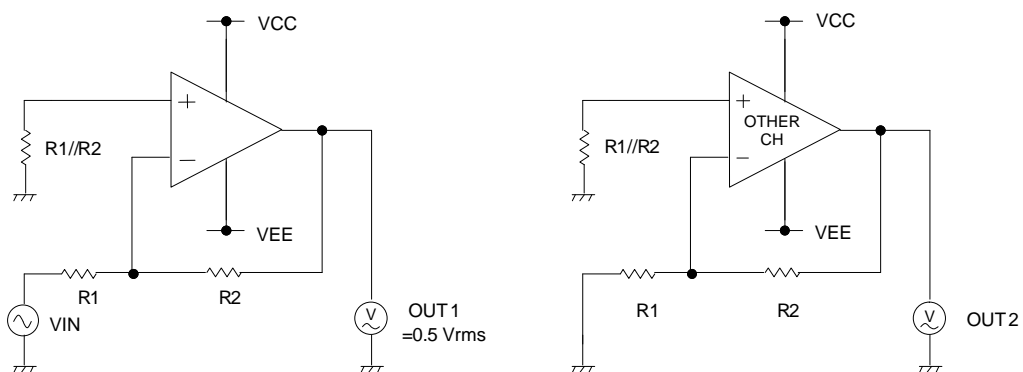 VCC
R1//R2
+
−
VEE
R1
R2
VIN
V
OUT1
=0.5 Vrms
VCC
R1//R2
+
OTHER
CH
−
VEE
R1
R2
V
OUT2